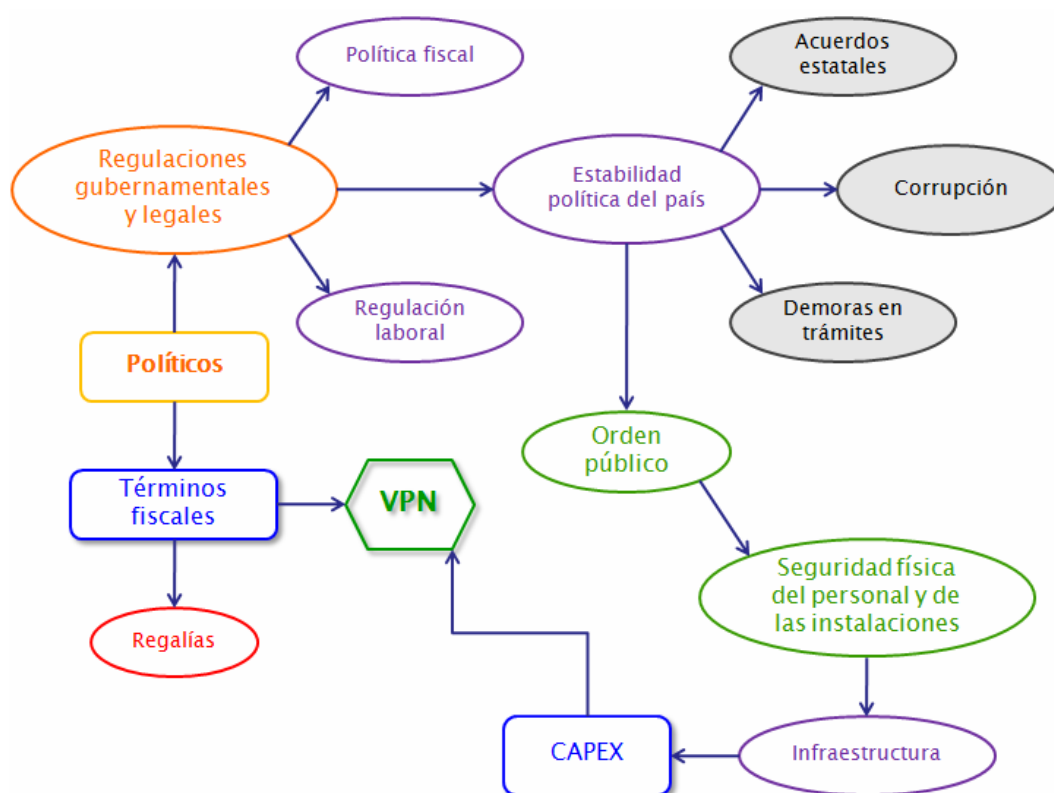 Política fiscal
Acuerdos
estatales
Regulaciones
gubernamentales
y legales
Estabilidad
política del país
Corrupción
Regulación
laboral
Demoras en
trámites
Políticos
Orden
público
Términos
fiscales
VPN
Seguridad física
del personal y de
las instalaciones
Regalías
CAPEX
Infraestructura